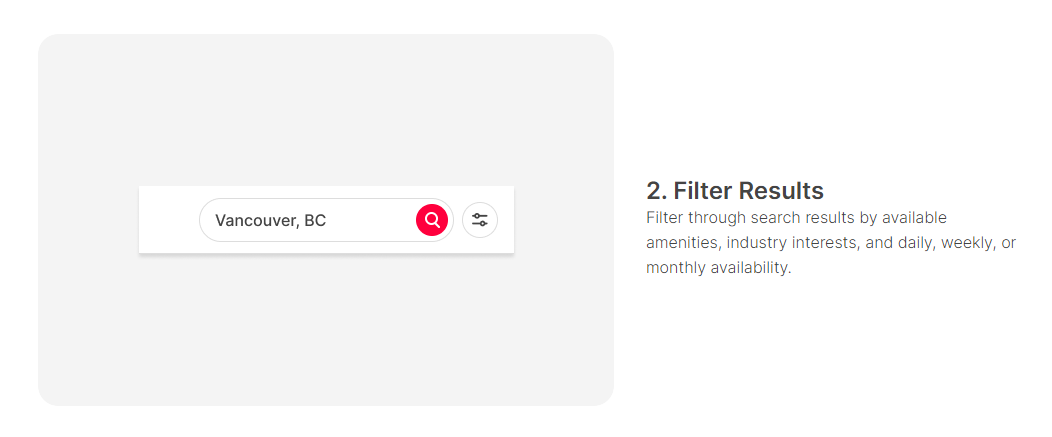 Vancouver, BC
2. Filter Results
Filter through search results by available
amenities, industry interests, and daily, weekly, or
monthly availability.